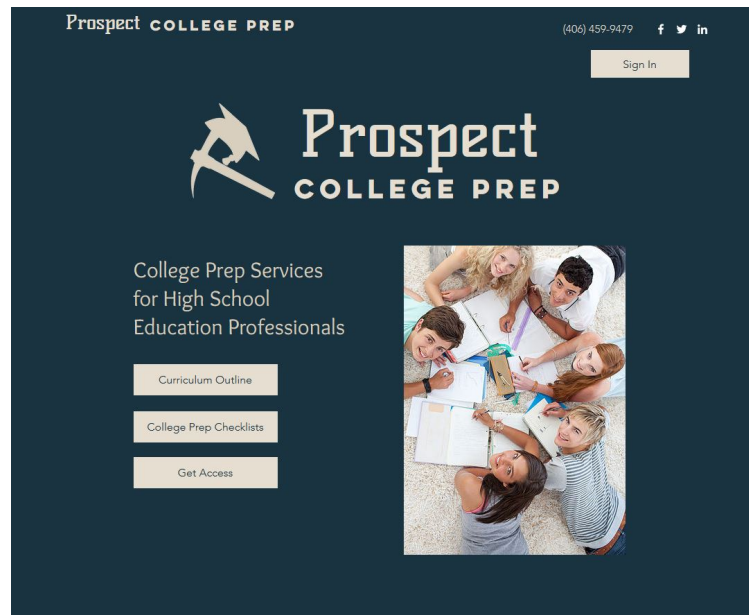 Prospect COLLEGE PREP
(406) 459-9479
Sign In
Prospect
COLLEGE PREP
College Prep Services
for High School
Education Professionals
Curriculum Outline
College Prep Checklists
Get Access